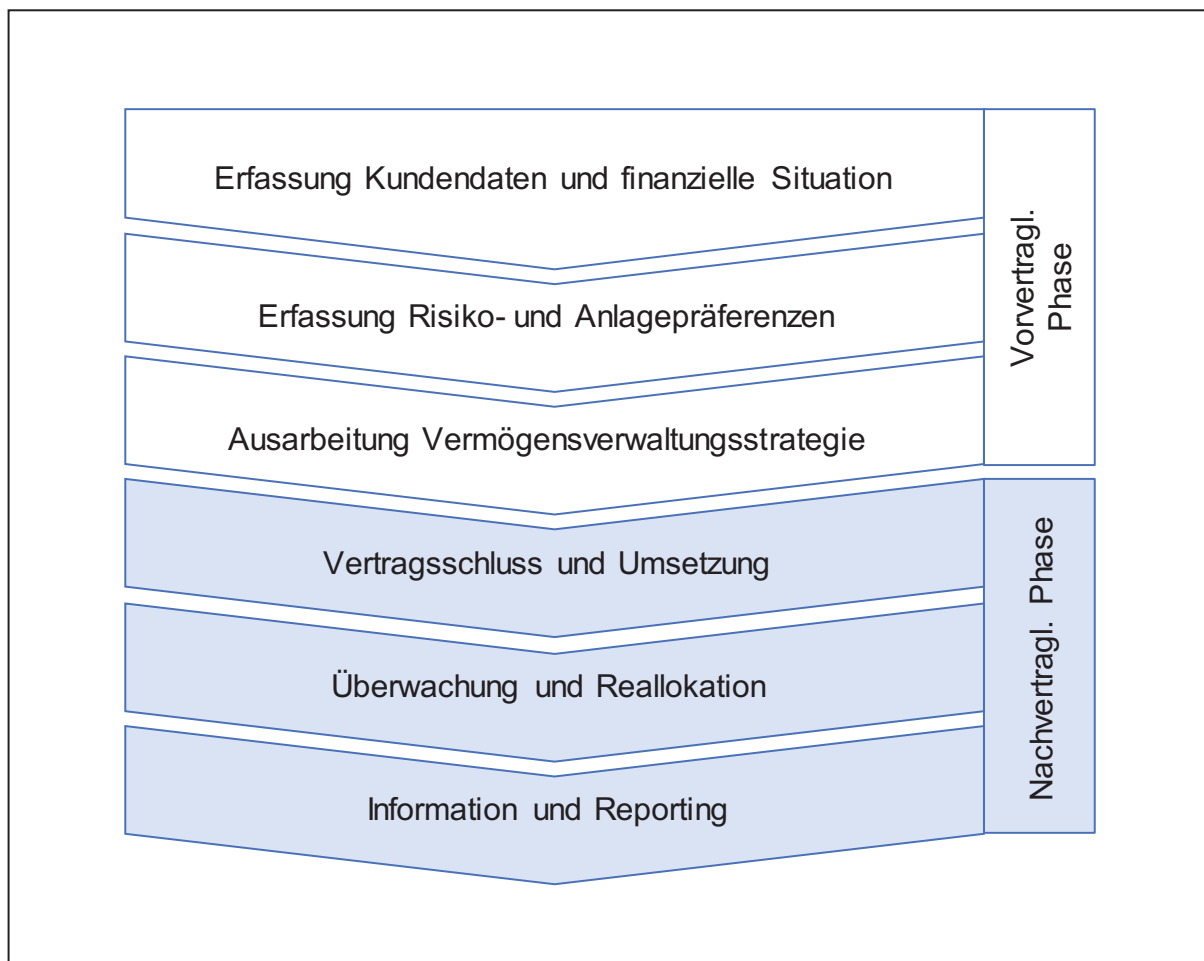 Erfassung Kundendaten und finanzielle Situation
Erfassung Risiko- und Anlagepräferenzen
Ausarbeitung Vermögensverwaltungsstrategie
Vorvertragl.
Phase
Vertragsschluss und Umsetzung
Überwachung und Reallokation
Information und Reporting
Nachvertragl. Phase